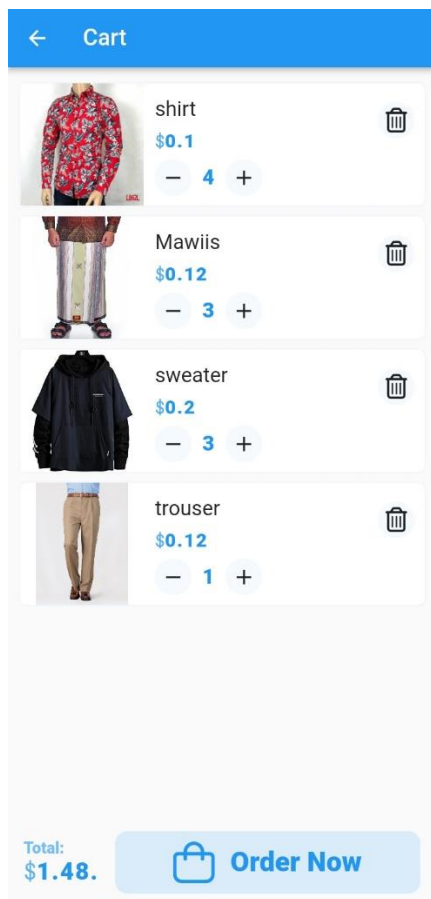 Cart
shirt
$0.1
− 4 +
Mawiis
$0.12
− 3 +
sweater
$0.2
− 3 +
trouser
$0.12
− 1 +
Total:
$1.48.
Order Now